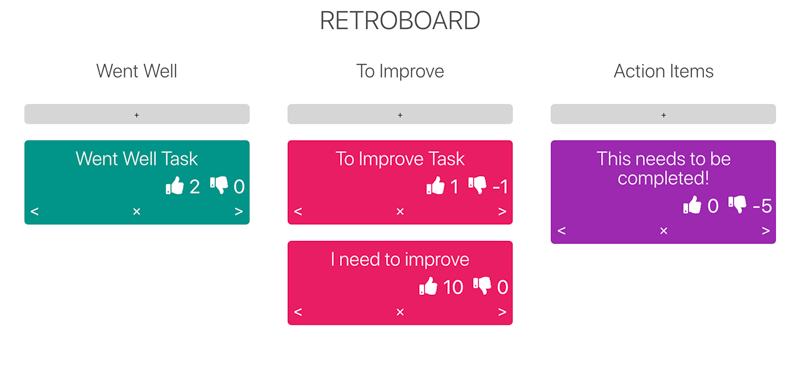 RETROBOARD
Went Well
+
Went Well Task
2 0
< × >
To Improve
+
To Improve Task
1 -1
< × >
I need to improve
10 0
< × >
Action Items
+
This needs to be
completed!
0 -5
< × >